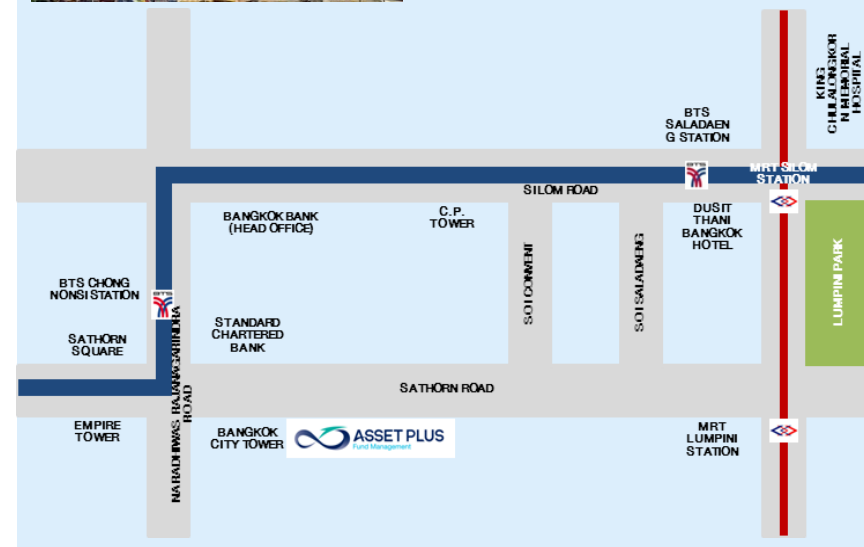 KING
CHULALONGKOR
N MEMORIAL
HOSPITAL
BTS
SALADAEN
G STATION
MRT SILOM
STATION
SILOM ROAD
BANGKOK BANK
(HEAD OFFICE)
C.P.
TOWER
DUSIT
THANI
BANGKOK
HOTEL
SOI CONVENT
SOI SALADAENG
LUMPINI PARK
BTS CHONG
NONSI STATION
BTS
BTS
SATHORN
SQUARE
STANDARD
CHARTERED
BANK
NARADHIWAS RAJANAGARINDRA
ROAD
SATHORN ROAD
EMPIRE
TOWER
BANGKOK
CITY TOWER
ASSET PLUS
Fund Management
MRT
LUMPINI
STATION